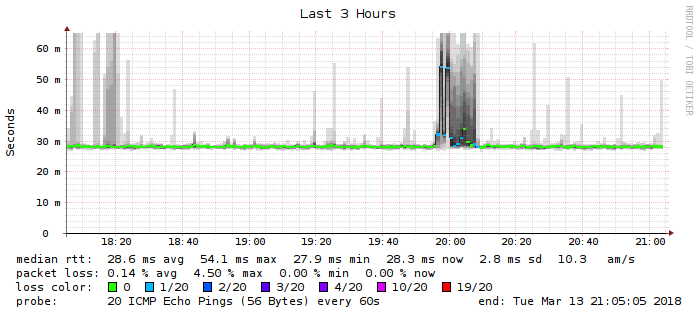 Last 3 Hours
RRDTOOL / TOBI OETIKER
Seconds
60 m
50 m
40 m
30 m
20 m
10 m
0
18:20 18:40 19:00 19:20 19:40 20:00 20:20 20:40 21:00
median rtt: 28.6 ms avg 54.1 ms max 27.9 ms min 28.3 ms now 2.8 ms sd 10.3 am/s
packet loss: 0.14 % avg 4.50 % max 0.00 % min 0.00 % now
loss color: 0 1/20 2/20 3/20 4/20 10/20 19/20
probe: 20 ICMP Echo Pings (56 Bytes) every 60s end: Tue Mar 13 21:05:05 2018